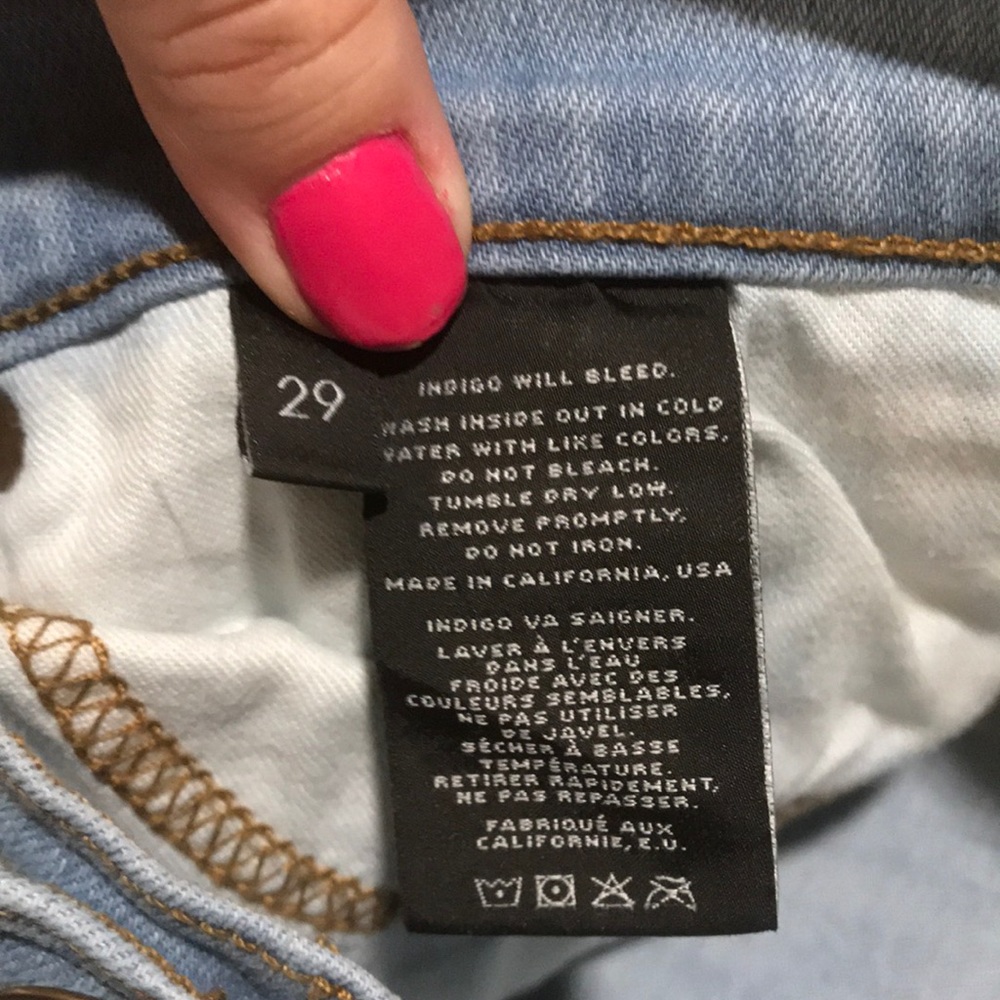 29
INDIGO WILL BLEED.
WASH INSIDE OUT IN COLD
WATER WITH LIKE COLORS,
DO NOT BLEACH.
TUMBLE DRY LOW.
REMOVE PROMPTLY,
DO NOT IRON.
MADE IN CALIFORNIA, USA
INDIGO VA SAIGNER.
LAVER À L'ENVERS
DANS L'EAU
FROIDE AVEC DES
COULEURS SEMBLABLES,
NE PAS UTILISER
DE JAVEL.
SÉCHER À BASSE
TEMPÉRATURE.
RETIRER RAPIDEMENT,
NE PAS REPASSER.
FABRIQUÉ AUX
CALIFORNIE, E.U.